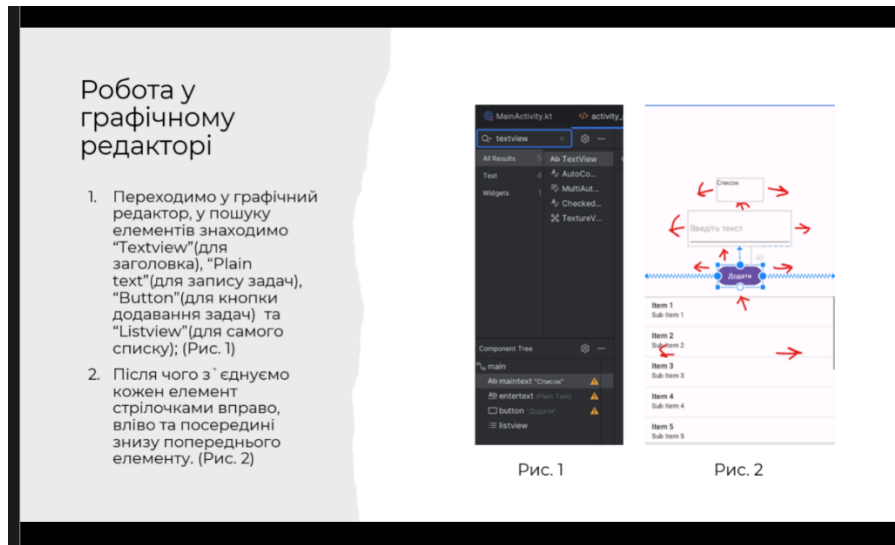 Робота у
графічному
редакторі
1. Переходимо у графічний
редактор, у пошуку
елементів знаходимо
“Textview”(для
заголовка), “Plain
text”(для запису задач),
“Button”(для кнопки
додавання задач) та
“Listview”(для самого
списку); (Рис. 1)
2. Після чого з`єднуємо
кожен елемент
стрілочками вправо,
вліво та посередині
знизу попереднього
елементу. (Рис. 2)
MainActivity.kt activity_
textview
All Results 5 Ab TextView
Text 4 AutoCo...
Widgets 1 MultiAut...
Checked...
TextureV...
Component Tree
main
Ab maintext "Список"
Ab entertext (Plain Text)
button "Додати"
listview
Рис. 1
Список
Введіть текст
Додати
Item 1
Sub Item 1
Item 2
Sub Item 2
Item 3
Sub Item 3
Item 4
Sub Item 4
Item 5
Sub Item 5
Рис. 2